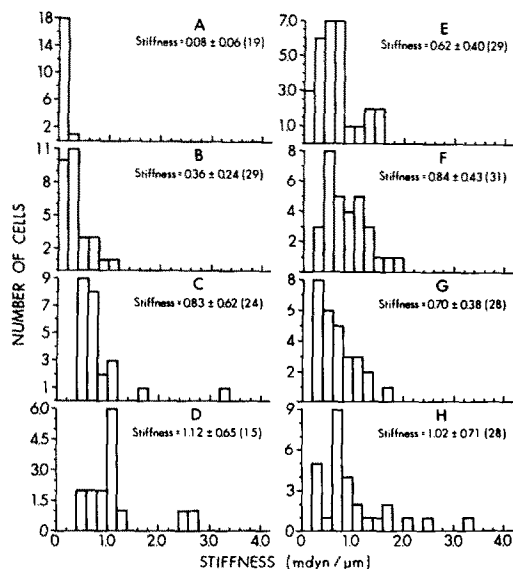 A
Stiffness = 0.08 ± 0.06 (19)
18
14
10
6
2
B
Stiffness = 0.36 ± 0.24 (29)
11
8
5
2
C
Stiffness = 0.83 ± 0.62 (24)
9
7
5
3
1
D
Stiffness = 1.12 ± 0.65 (15)
6.0
4.5
3.0
1.5
0 1.0 2.0 3.0 4.0
E
Stiffness = 0.62 ± 0.40 (29)
7.0
5.0
3.0
1.0
F
Stiffness = 0.84 ± 0.43 (31)
8
6
4
2
G
Stiffness = 0.70 ± 0.38 (28)
8
6
4
2
H
Stiffness = 1.02 ± 0.71 (28)
9
6
3
0 1.0 2.0 3.0 4.0
NUMBER OF CELLS
STIFFNESS (mdyn / μm)